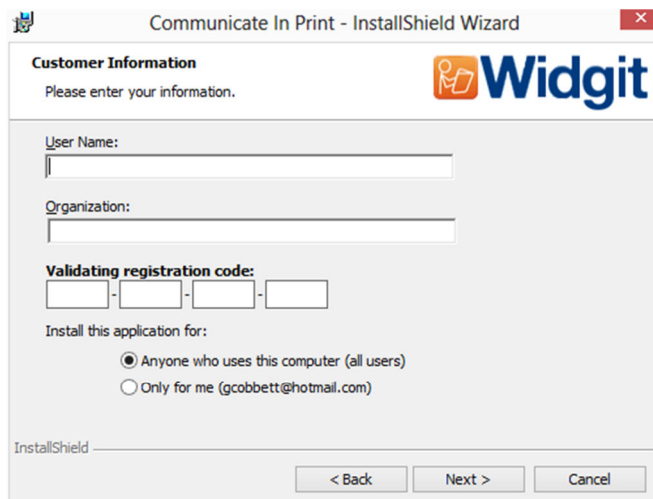 Communicate In Print - InstallShield Wizard
Customer Information
Please enter your information.
Widgit
User Name:
Organization:
Validating registration code:
- - -
Install this application for:
Anyone who uses this computer (all users)
Only for me (gcobbett@hotmail.com)
InstallShield
< Back Next > Cancel